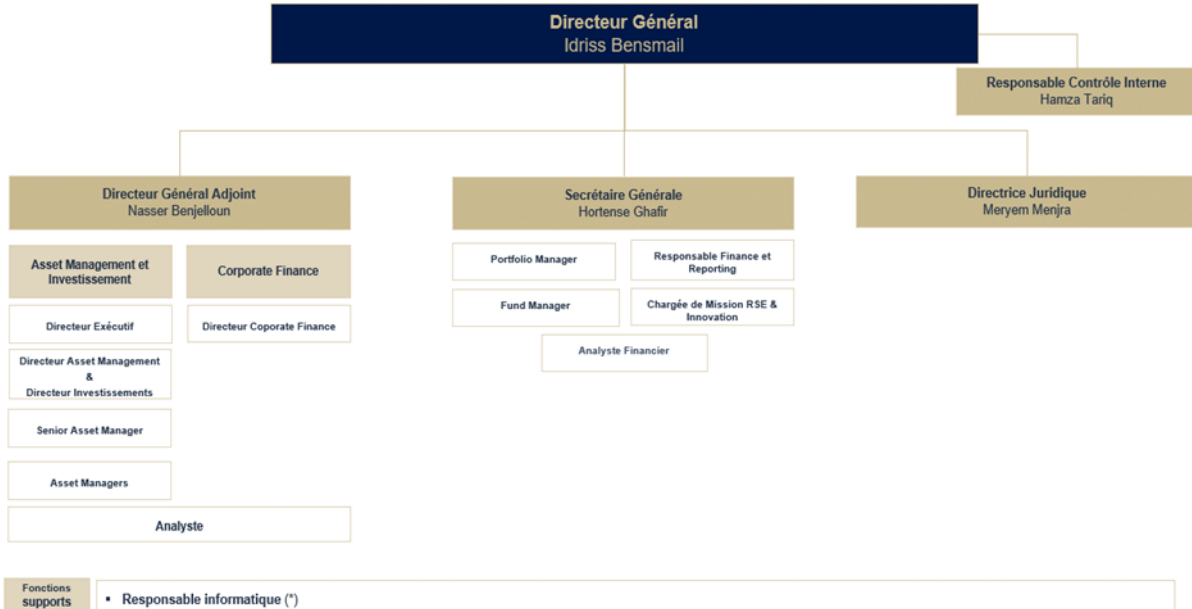 Directeur Général
Idriss Bensmail
Responsable Contrôle Interne
Hamza Tariq
Directeur Général Adjoint
Nasser Benjelloun
Secrétaire Générale
Hortense Ghafir
Directrice Juridique
Meryem Menjra
Asset Management et
Investissement
Corporate Finance
Directeur Exécutif
Directeur Coporate Finance
Directeur Asset Management
&
Directeur Investissements
Senior Asset Manager
Asset Managers
Analyste
Portfolio Manager
Responsable Finance et
Reporting
Fund Manager
Chargée de Mission RSE &
Innovation
Analyste Financier
Fonctions
supports
▪ Responsable informatique (*)